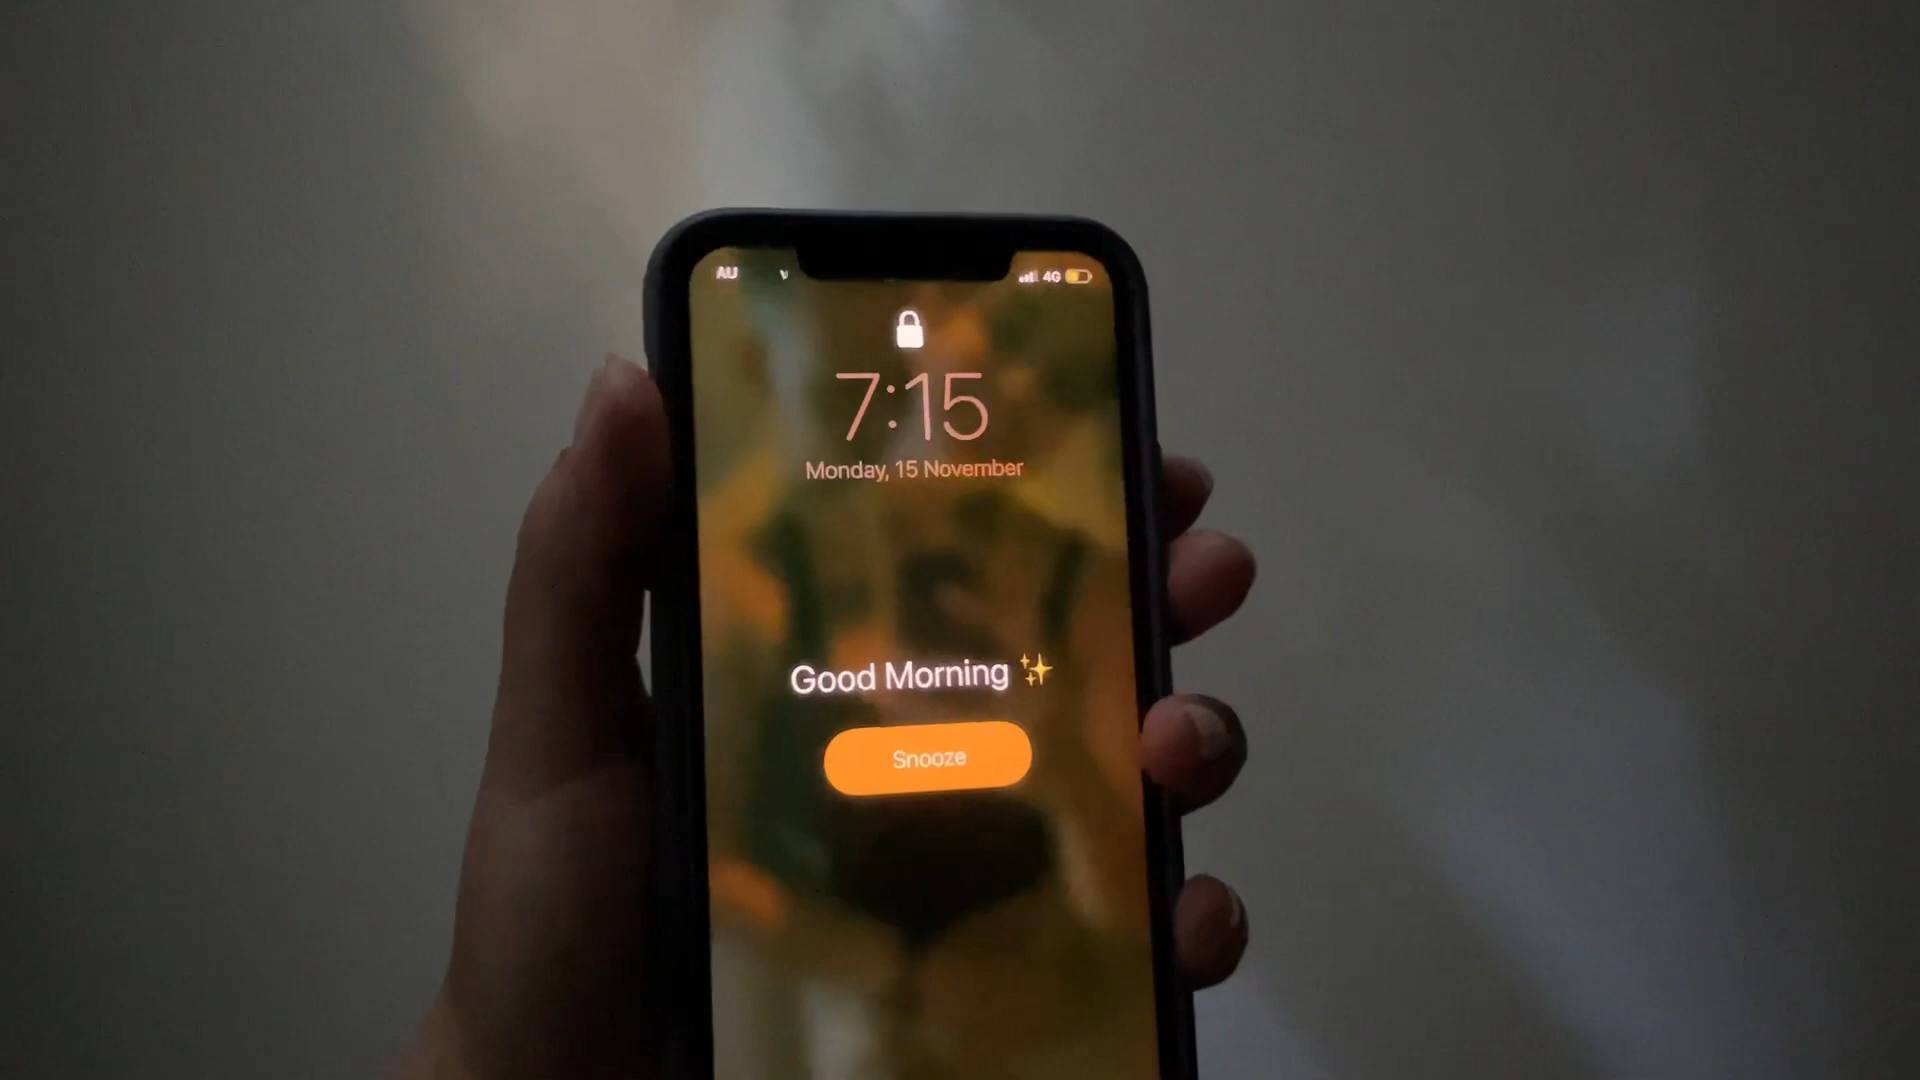 AU 4G
7:15
Monday, 15 November
Good Morning ✨
Snooze